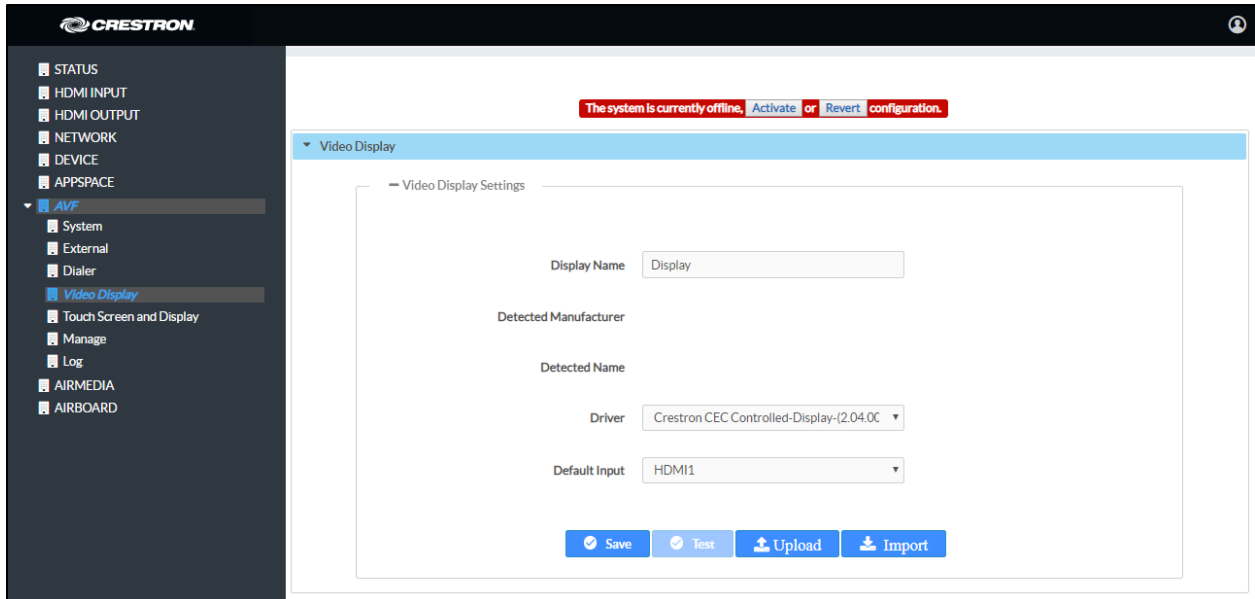 CRESTRON
STATUS
HDMI INPUT
HDMI OUTPUT
NETWORK
DEVICE
APPSPACE
AVF
System
External
Dialer
Video Display
Touch Screen and Display
Manage
Log
AIRMEDIA
AIRBOARD
The system is currently offline, Activate or Revert configuration.
Video Display
Video Display Settings
Display Name Display
Detected Manufacturer
Detected Name
Driver Crestron CEC Controlled-Display-(2.04.00
Default Input HDMI1
Save Test Upload Import